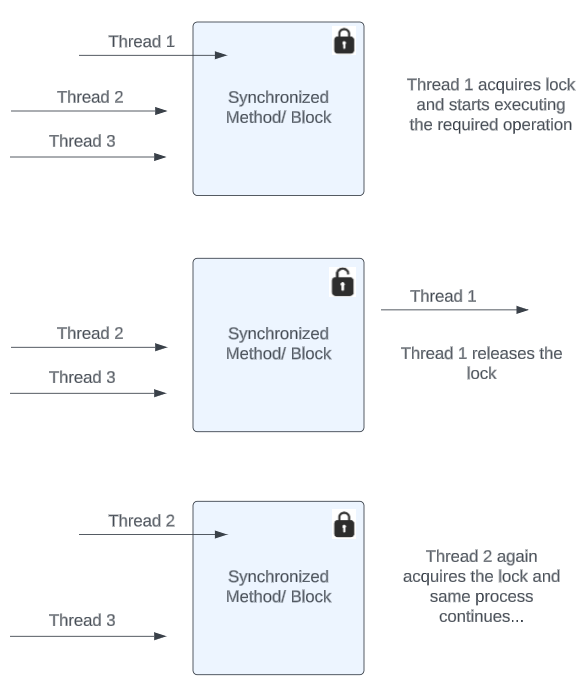 Thread 1
Thread 2
Thread 3
Synchronized
Method/ Block
Thread 1 acquires lock
and starts executing
the required operation
Thread 1
Thread 2
Thread 3
Synchronized
Method/ Block
Thread 1 releases the
lock
Thread 2
Thread 3
Synchronized
Method/ Block
Thread 2 again
acquires the lock and
same process
continues...